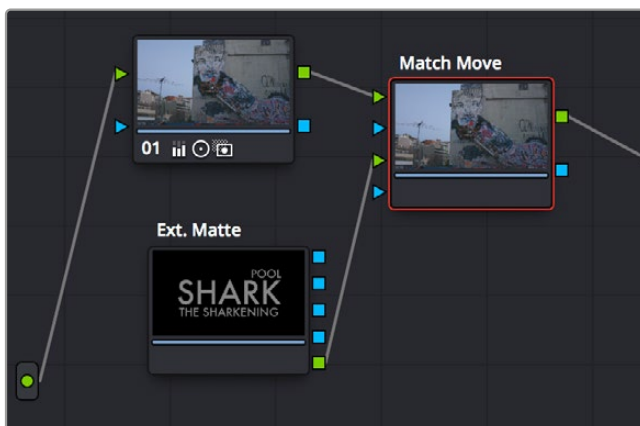 Match Move
01
Ext. Matte
POOL
SHARK
THE SHARKENING